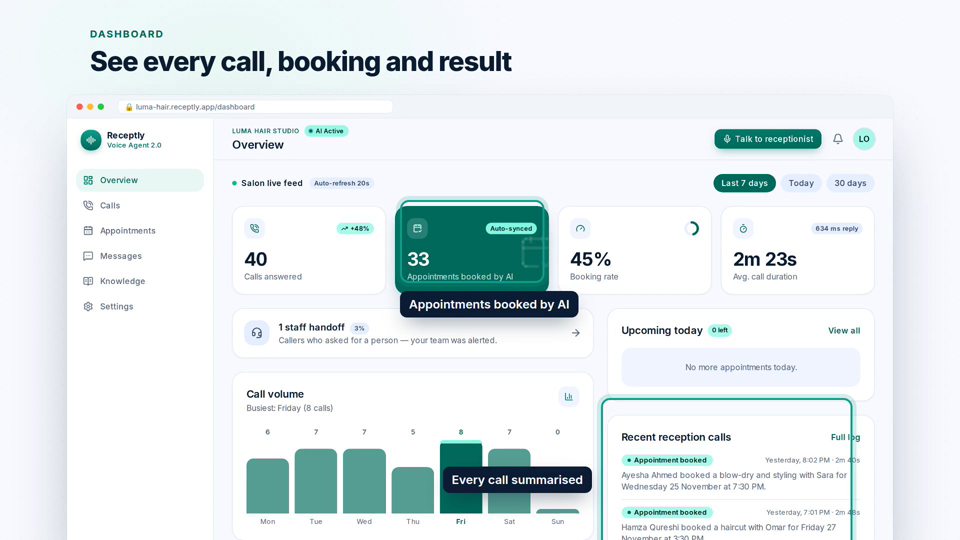 DASHBOARD
See every call, booking and result
luma-hair.receptly.app/dashboard
Receptly
Voice Agent 2.0
Overview
Calls
Appointments
Messages
Knowledge
Settings
LUMA HAIR STUDIO
AI Active
Overview
Talk to receptionist
LO
Salon live feed
Auto-refresh 20s
Last 7 days
Today
30 days
+48%
40
Calls answered
Auto-synced
33
Appointments booked by AI
45%
Booking rate
634 ms reply
2m 23s
Avg. call duration
Appointments booked by AI
1 staff handoff
3%
Callers who asked for a person — your team was alerted.
Upcoming today
0 left
View all
No more appointments today.
Call volume
Busiest: Friday (8 calls)
6 7 7 5 8 7 0
Mon Tue Wed Thu Fri Sat Sun
Every call summarised
Recent reception calls
Full log
Appointment booked
Yesterday, 8:02 PM · 2m 40s
Ayesha Ahmed booked a blow-dry and styling with Sara for
Wednesday 25 November at 7:30 PM.
Appointment booked
Yesterday, 7:01 PM · 2m
Hamza Qureshi booked a haircut with Omar for Friday 27
November at 3:30 PM.